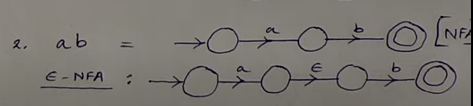 2. ab = a b [NFA
ε-NFA : a ε b